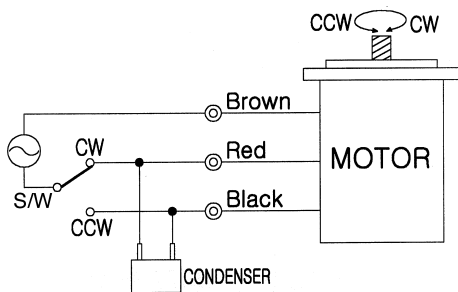 CCW CW
Brown
CW
Red
MOTOR
S/W
Black
CCW
CONDENSER